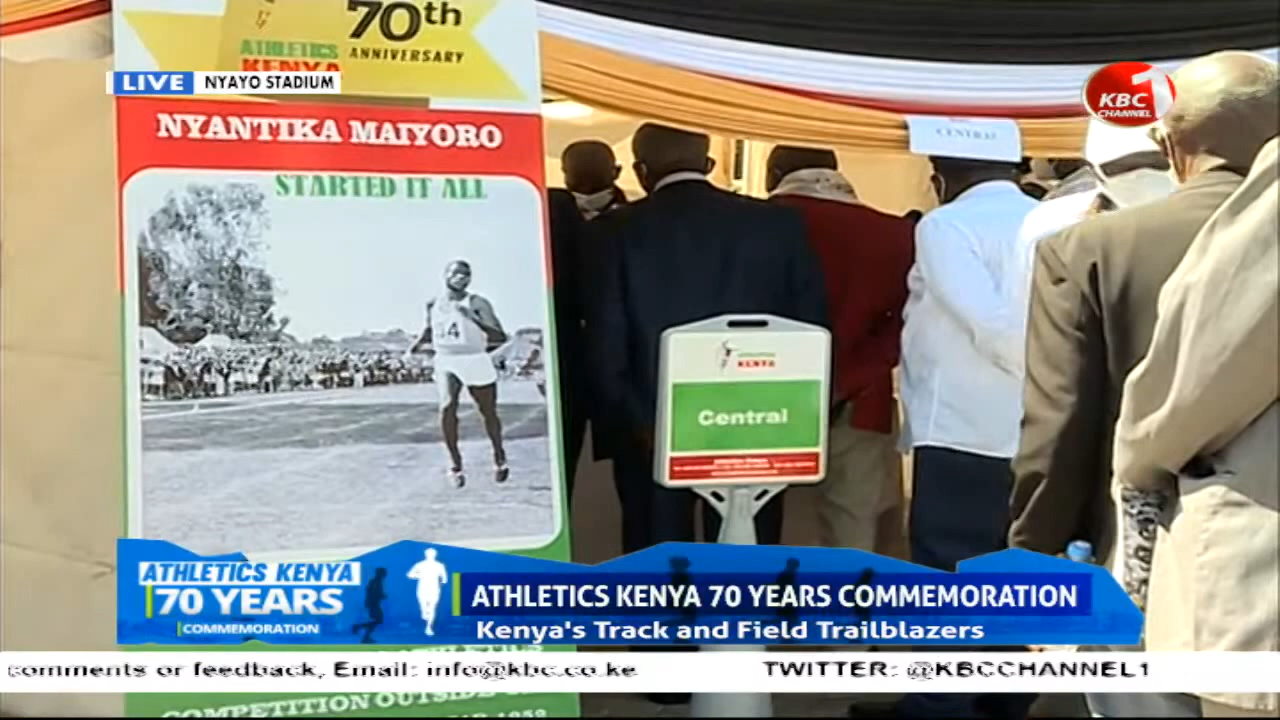 70th
ANNIVERSARY
ATHLETICS
KENYA
LIVE
NYAYO STADIUM
KBC 1
CHANNEL
NYANTIKA MAIYORO
STARTED IT ALL
CENTRAL
KENYA
Central
ATHLETICS KENYA
70 YEARS
COMMEMORATION
ATHLETICS KENYA 70 YEARS COMMEMORATION
Kenya's Track and Field Trailblazers
comments or feedback, Email: info@kbc.co.ke TWITTER: @KBCCHANNEL1
COMPETITION OUTSIDE